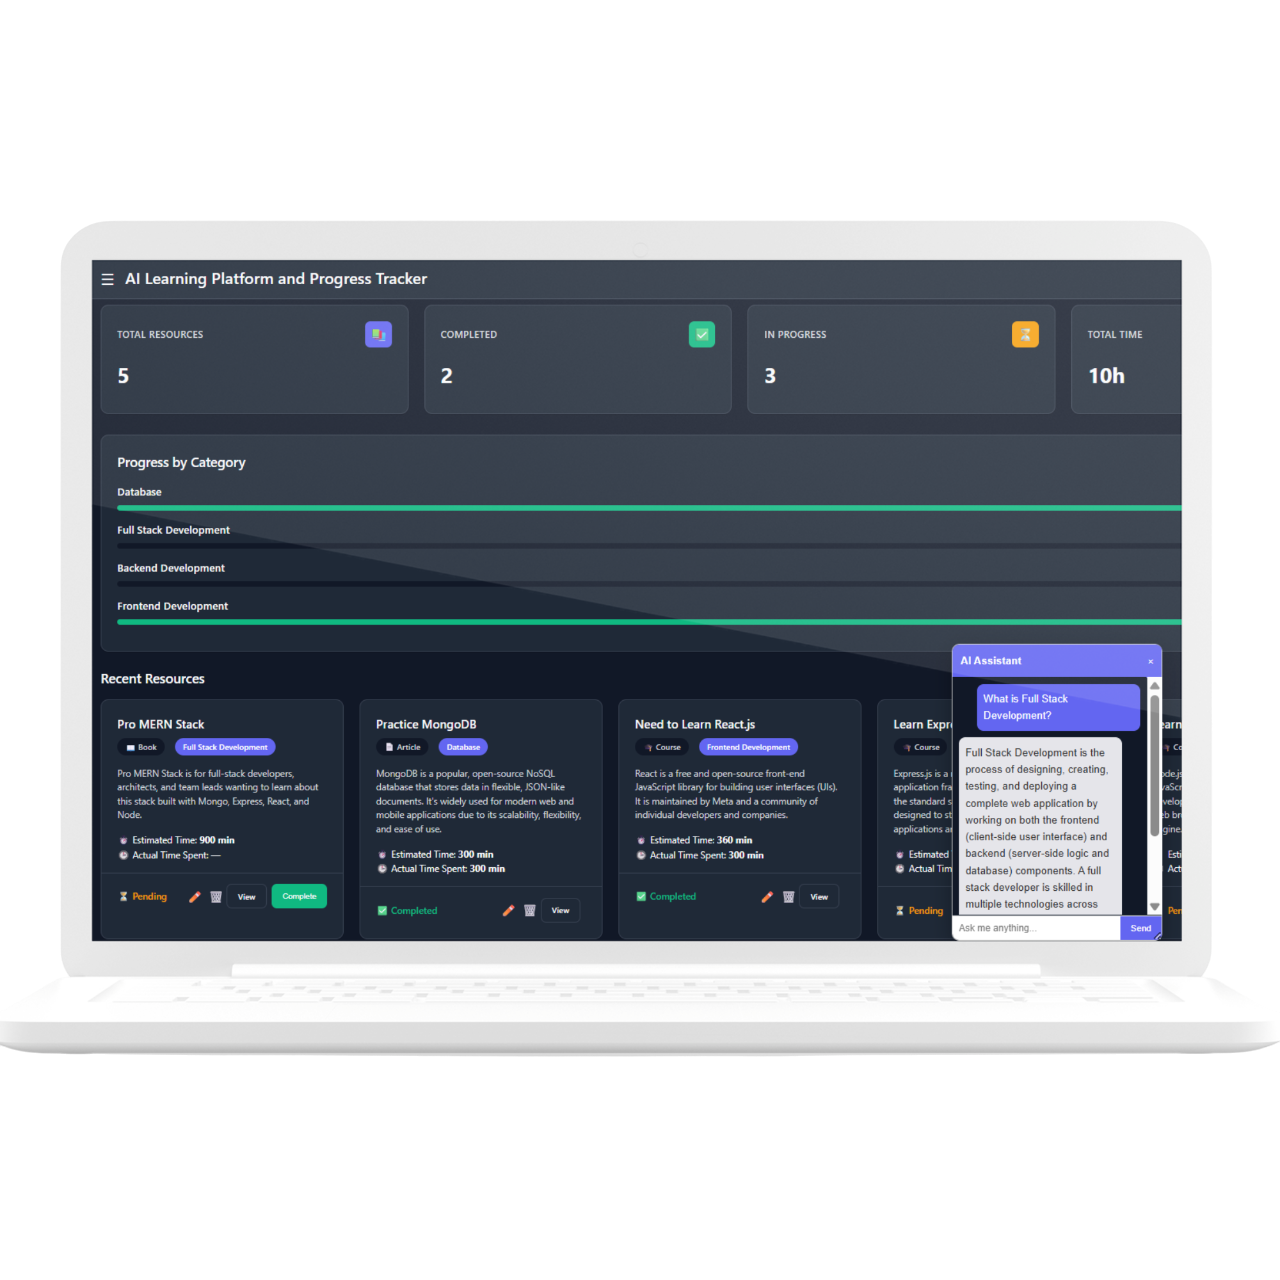 AI Learning Platform and Progress Tracker
TOTAL RESOURCES
5
COMPLETED
2
IN PROGRESS
3
TOTAL TIME
10h
Progress by Category
Database
Full Stack Development
Backend Development
Frontend Development
Recent Resources
Pro MERN Stack
Book
Full Stack Development
Pro MERN Stack is for full-stack developers,
architects, and team leads wanting to learn about
this stack built with Mongo, Express, React, and
Node.
Estimated Time: 900 min
Actual Time Spent: —
Pending
View
Complete
Practice MongoDB
Article
Database
MongoDB is a popular, open-source NoSQL
database that stores data in flexible, JSON-like
documents. It's widely used for modern web and
mobile applications due to its scalability, flexibility,
and ease of use.
Estimated Time: 300 min
Actual Time Spent: 300 min
Completed
View
Need to Learn React.js
Course
Frontend Development
React is a free and open-source front-end
JavaScript library for building user interfaces (UIs).
It is maintained by Meta and a community of
individual developers and companies.
Estimated Time: 360 min
Actual Time Spent: 300 min
Completed
View
Learn Expr
Course
Express.js is a
application fra
the standard s
designed to st
applications a
Estimated
Actual Tim
Pending
AI Assistant
×
What is Full Stack
Development?
Full Stack Development is the
process of designing, creating,
testing, and deploying a
complete web application by
working on both the frontend
(client-side user interface) and
backend (server-side logic and
database) components. A full
stack developer is skilled in
multiple technologies across
Ask me anything...
Send